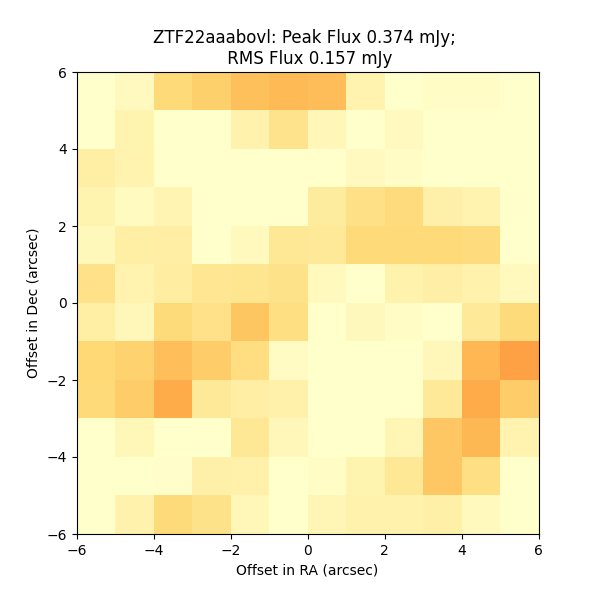 ZTF22aaabovl: Peak Flux 0.374 mJy;
RMS Flux 0.157 mJy
6
4
2
0
−2
−4
−6
Offset in Dec (arcsec)
−6 −4 −2 0 2 4 6
Offset in RA (arcsec)